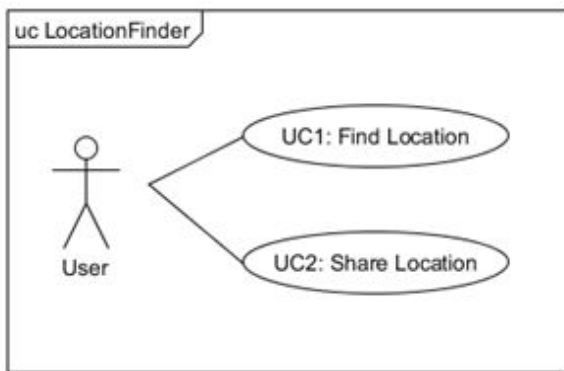 uc LocationFinder
UC1: Find Location
User
UC2: Share Location